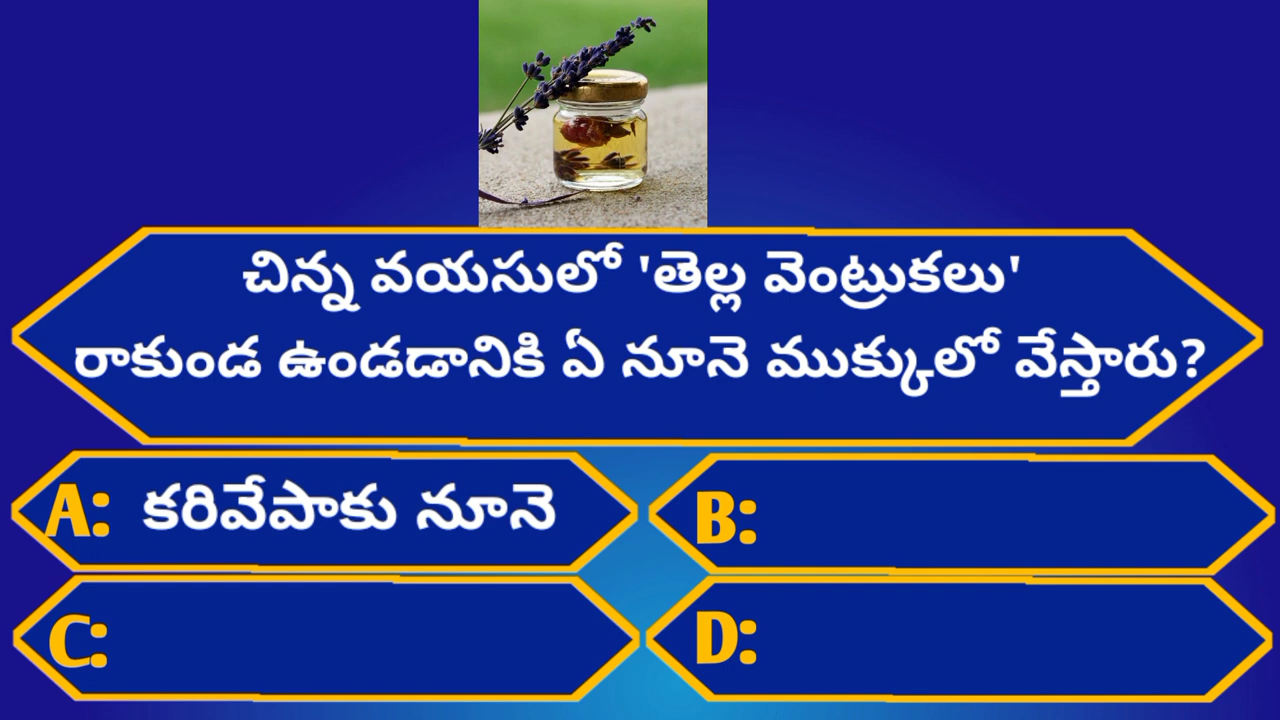 చిన్న వయసులో 'తెల్ల వెంట్రుకలు'
రాకుండ ఉండడానికి ఏ నూనె ముక్కులో వేస్తారు?
A: కరివేపాకు నూనె
B:
C:
D: